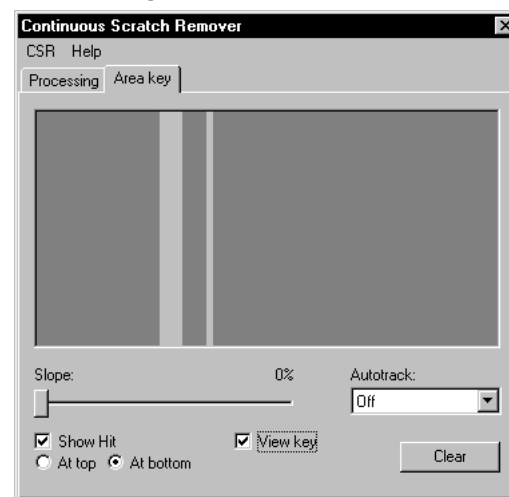 Continuous Scratch Remover
CSR Help
Processing Area key
Slope: 0% Autotrack:
Off
Show Hit View key
At top At bottom Clear